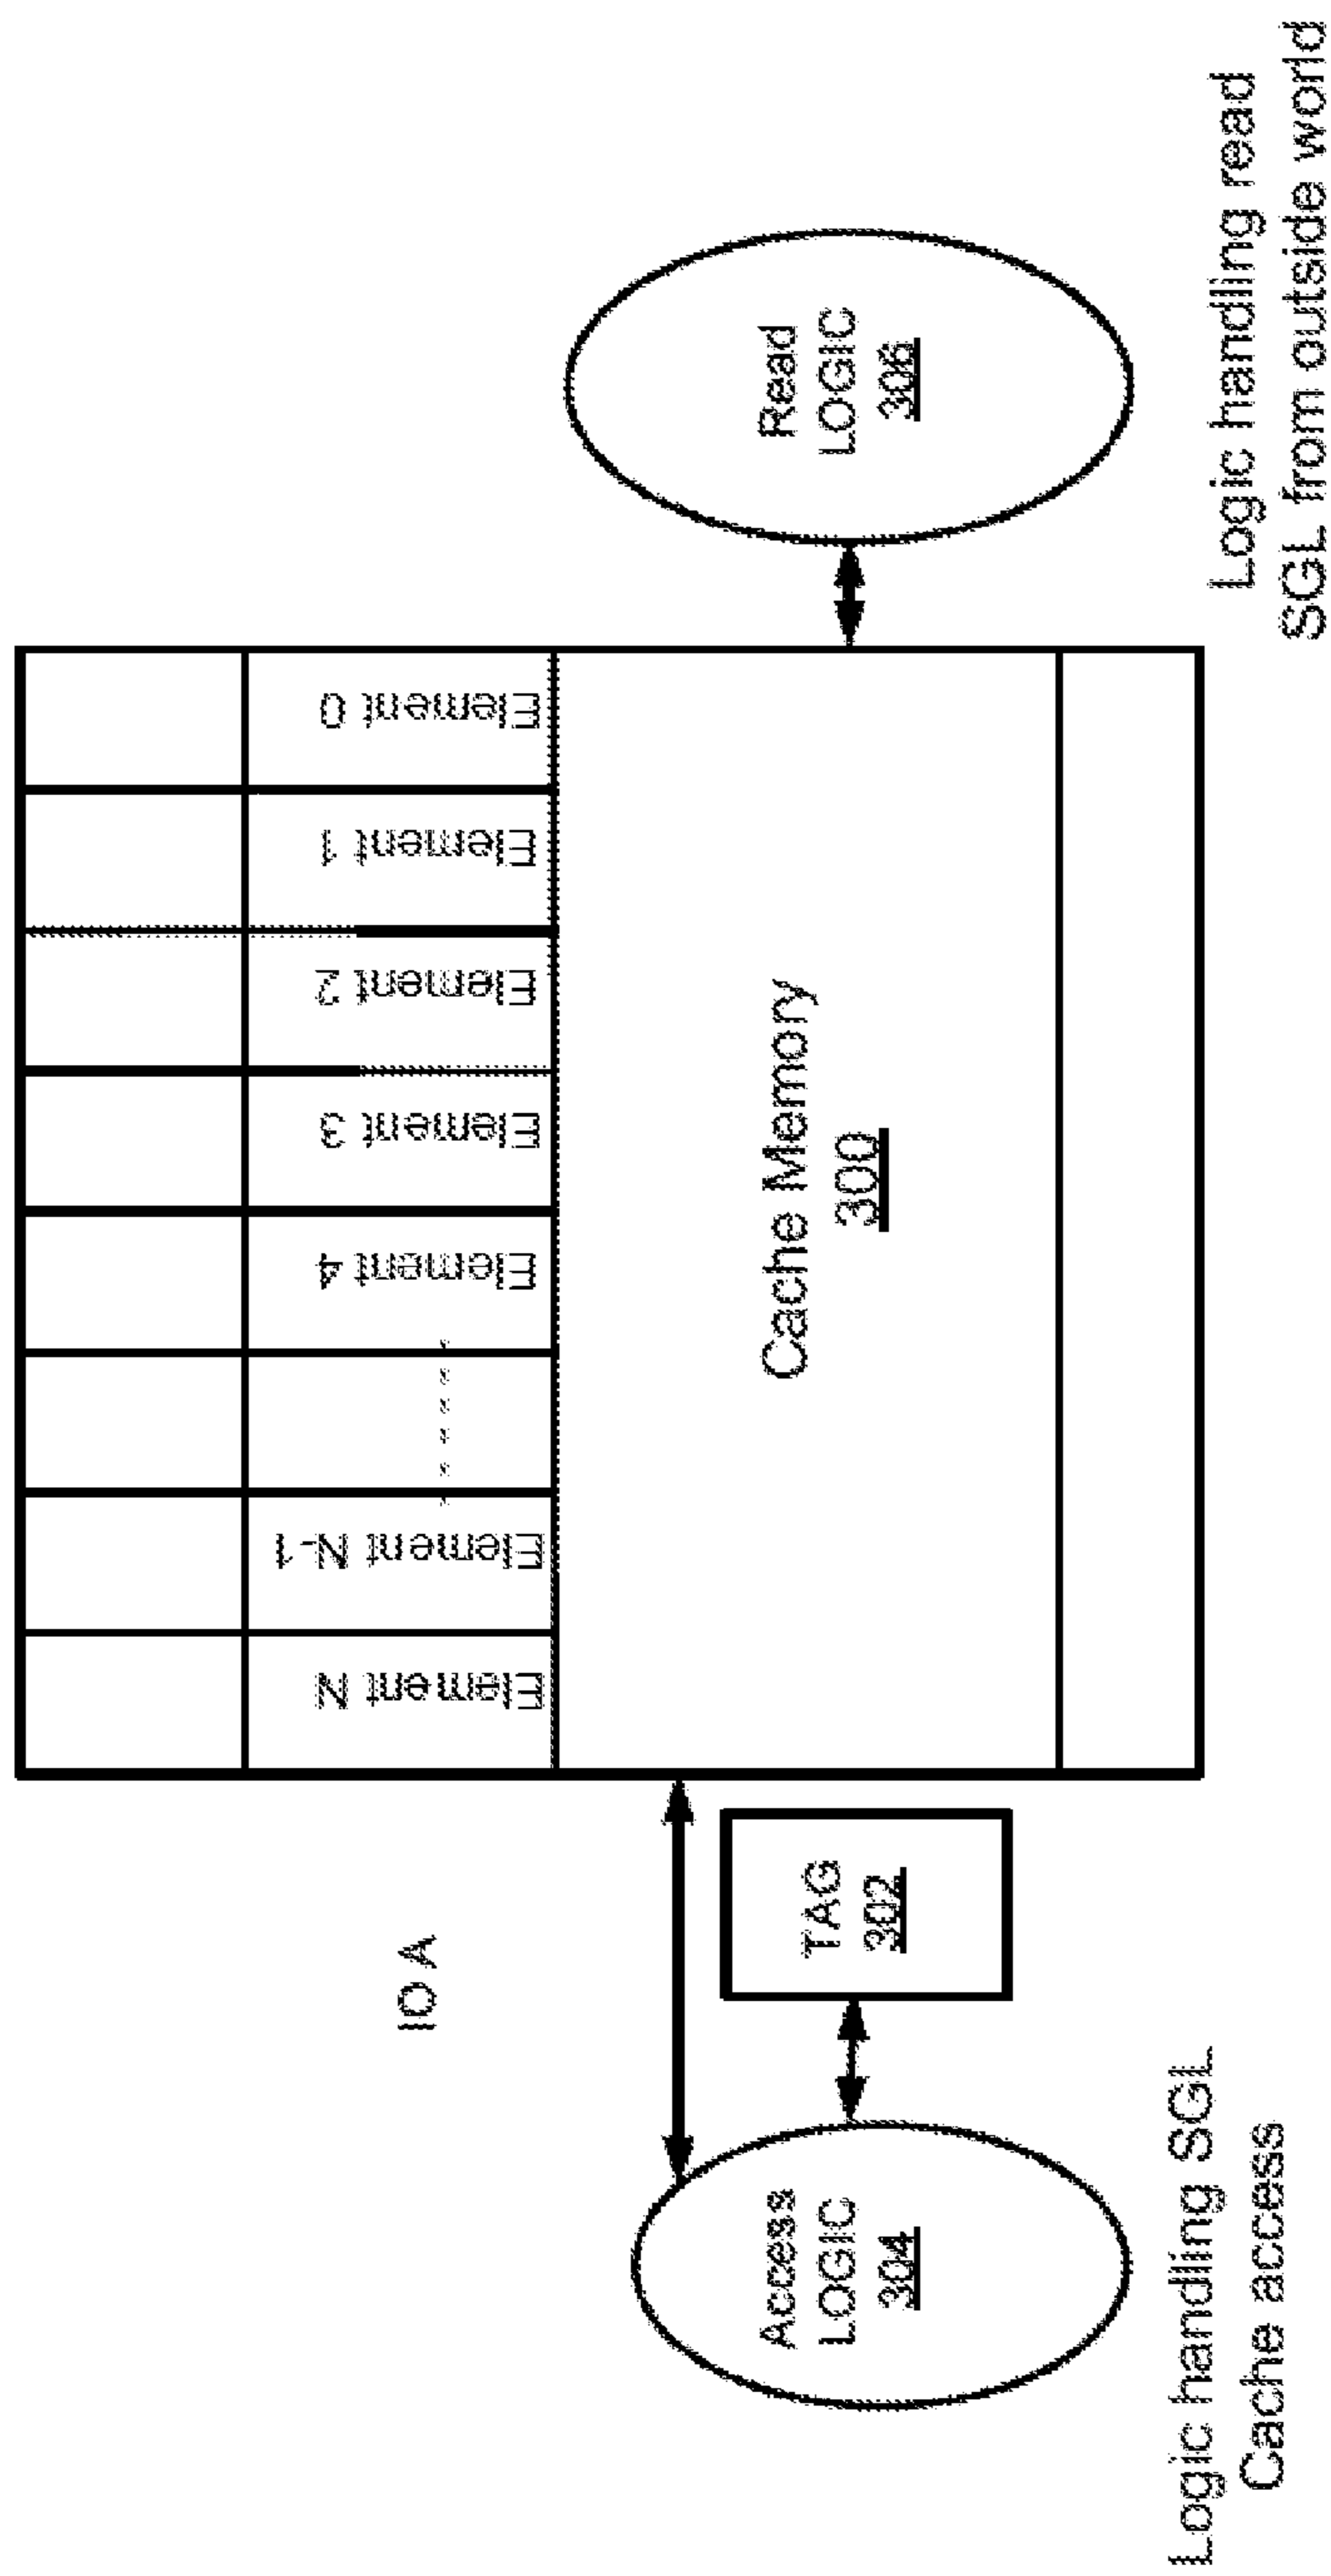 IO A
Element N
Element N-1
Element 4
Element 3
Element 2
Element 1
Element 0
Access
LOGIC
304
TAG
302
Cache Memory
300
Read
LOGIC
306
Logic handling SGL
Cache access
Logic handling read
SGL from outside world